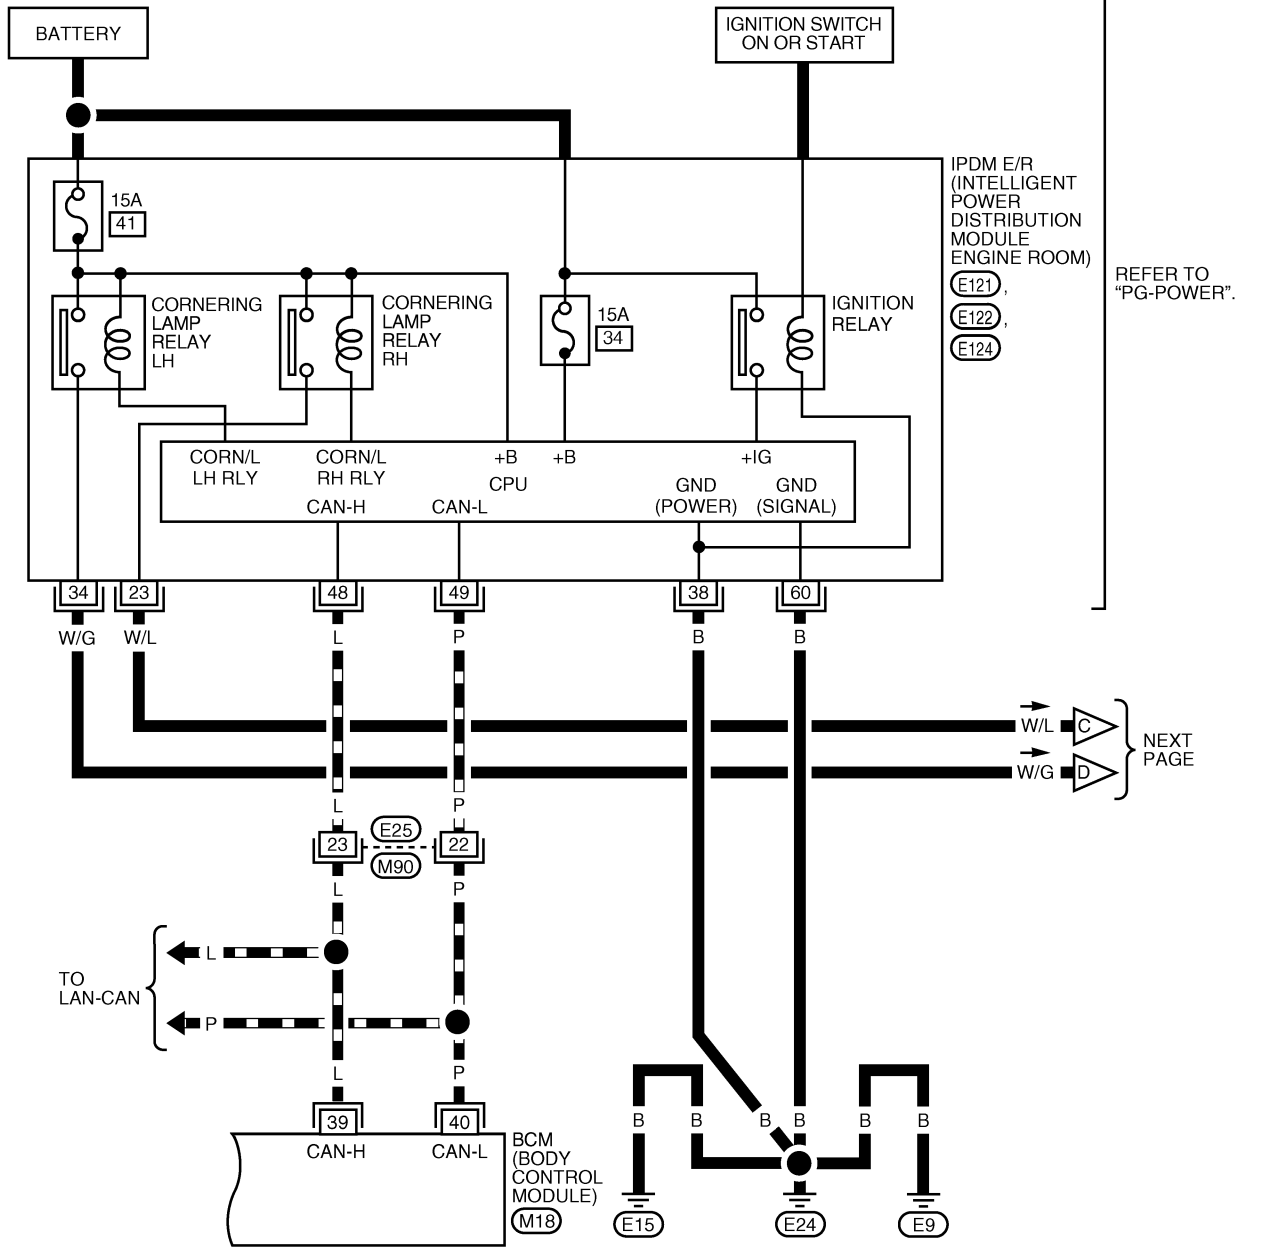 BATTERY
IGNITION SWITCH
ON OR START
IPDM E/R
(INTELLIGENT
POWER
DISTRIBUTION
MODULE
ENGINE ROOM)
E121 ,
E122 ,
E124
REFER TO
“PG-POWER”.
15A
41
CORNERING
LAMP
RELAY
LH
CORNERING
LAMP
RELAY
RH
15A
34
IGNITION
RELAY
CORN/L
LH RLY
CORN/L
RH RLY
+B
+B
+IG
CPU
CAN-H
CAN-L
GND
(POWER)
GND
(SIGNAL)
34
23
48
49
38
60
W/G
W/L
L
P
B
B
W/L
C
W/G
D
NEXT
PAGE
L
P
23
E25
M90
22
L
P
TO
LAN-CAN
L
P
L
P
39
40
CAN-H
CAN-L
BCM
(BODY
CONTROL
MODULE)
M18
B
B
B
B
B
B
E15
E24
E9